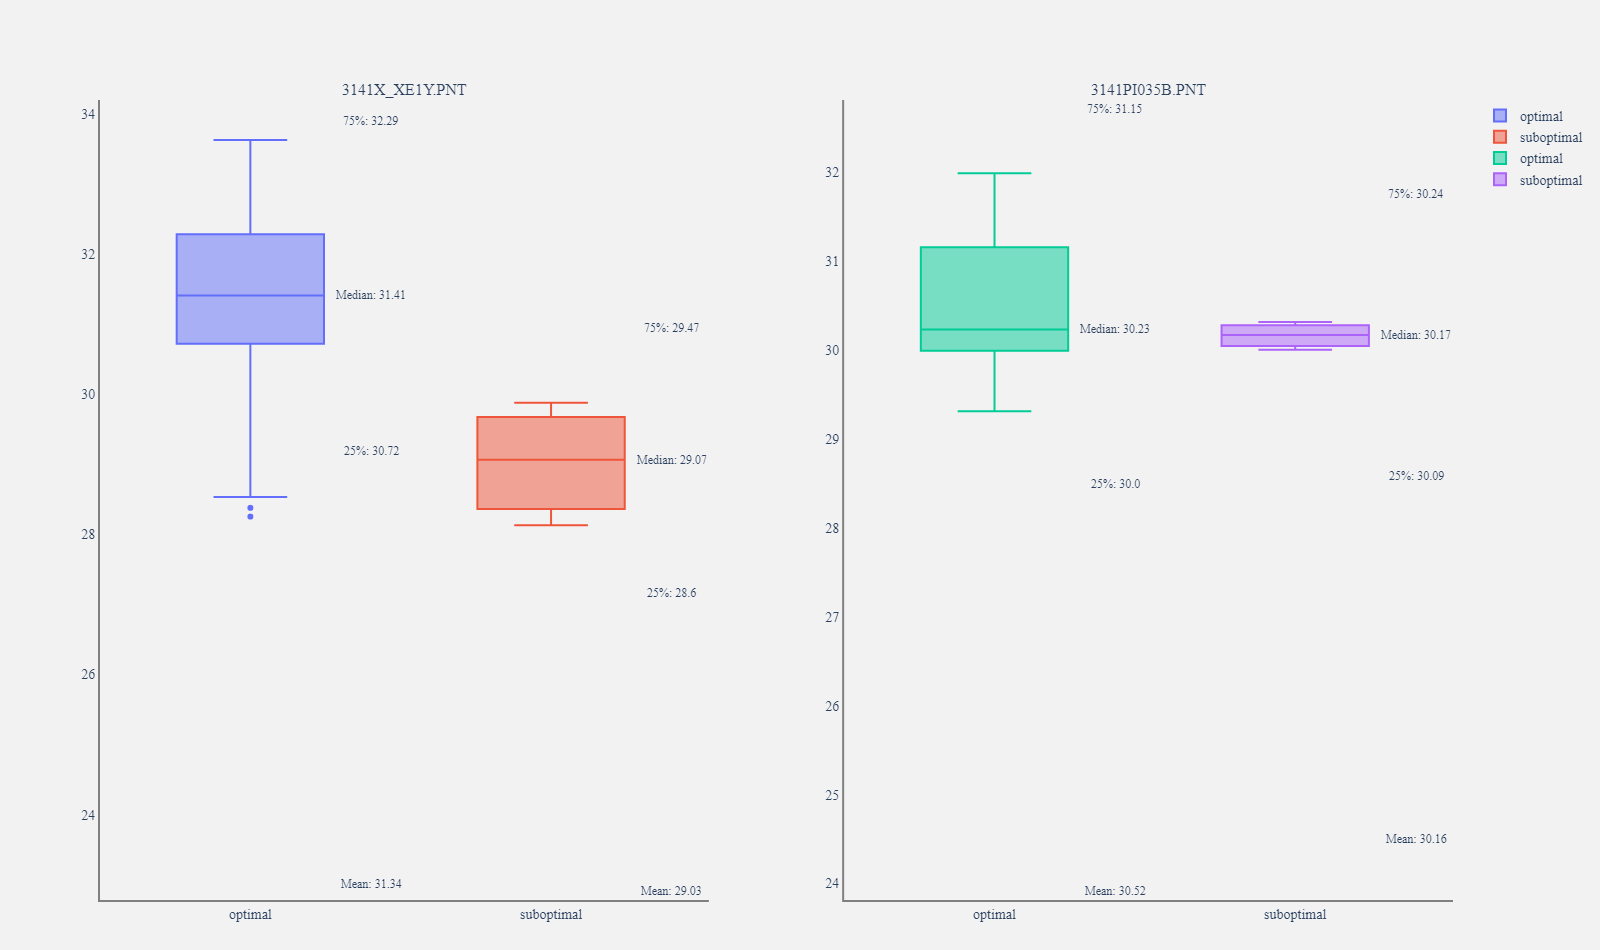 3141X_XE1Y.PNT
34
32
30
28
26
24
75%: 32.29
Median: 31.41
25%: 30.72
Mean: 31.34
75%: 29.47
Median: 29.07
25%: 28.6
Mean: 29.03
optimal
suboptimal
3141PI035B.PNT
32
31
30
29
28
27
26
25
24
75%: 31.15
Median: 30.23
25%: 30.0
Mean: 30.52
75%: 30.24
Median: 30.17
25%: 30.09
Mean: 30.16
optimal
suboptimal
optimal
suboptimal
optimal
suboptimal